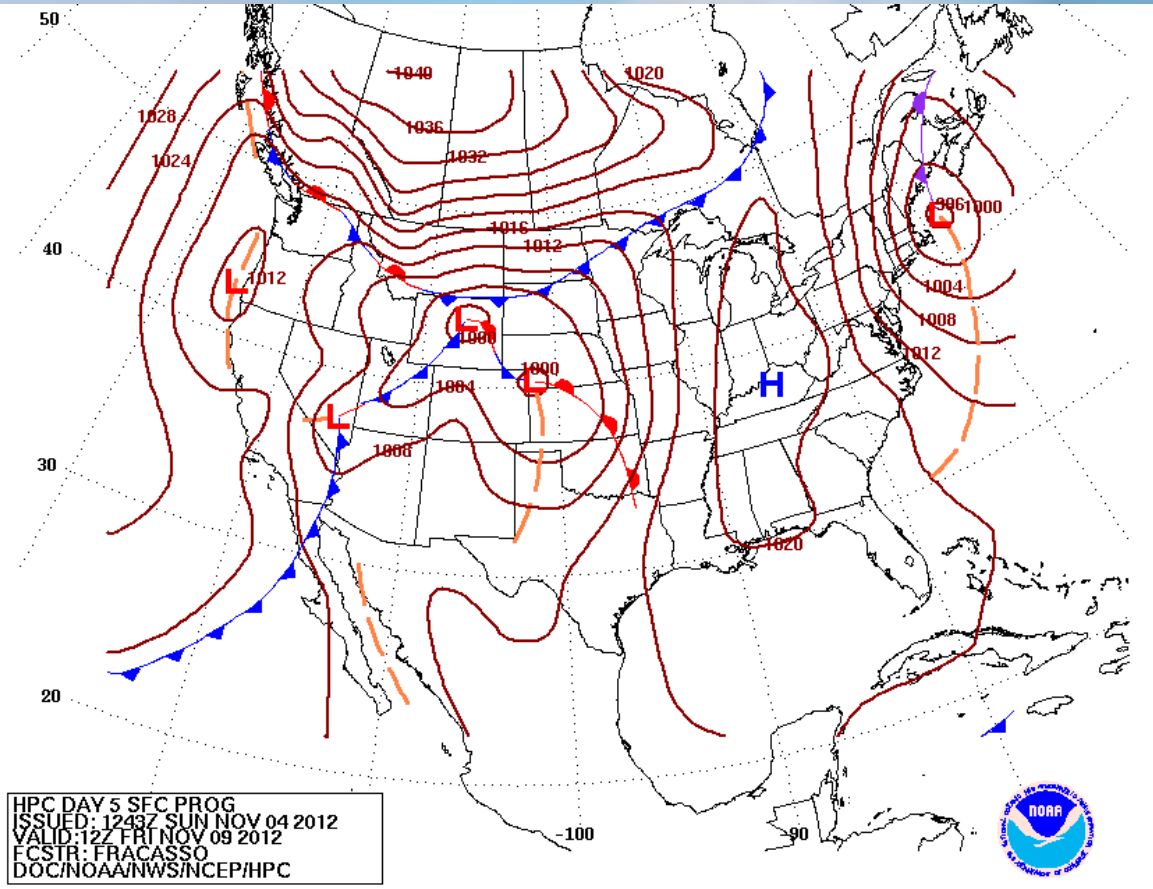 50
1040
1020
1028
1036
1024
1032
996
1000
1016
1012
40
1012
1004
1008
1000
1012
1000
1004
30
1008
1020
20
-100
-90
HPC DAY 5 SFC PROG
ISSUED: 1243Z SUN NOV 04 2012
VALID:12Z FRI NOV 09 2012
FCSTR: FRACASSO
DOC/NOAA/NWS/NCEP/HPC
L
L
L
L
L
H
NOAA